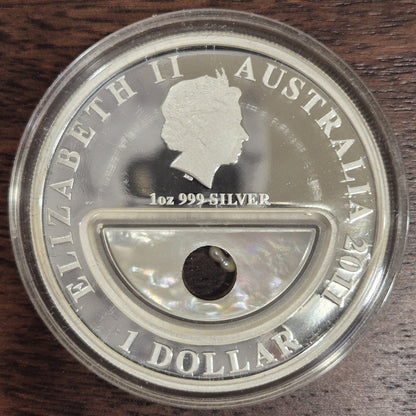 ELIZABETH II AUSTRALIA 2011
1oz 999 SILVER
1 DOLLAR